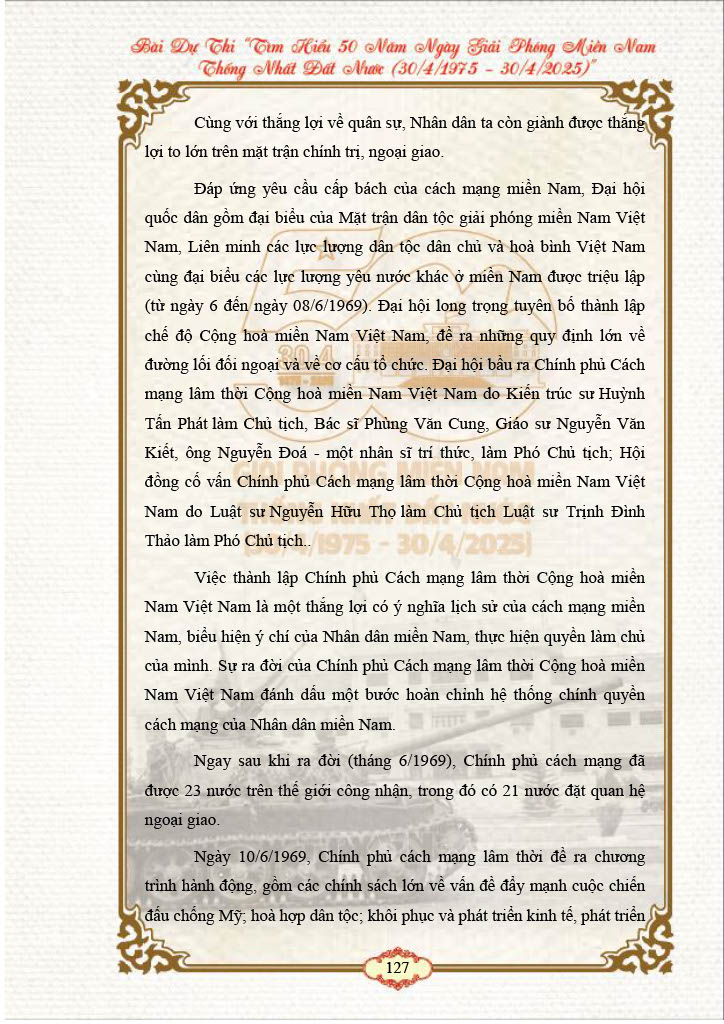 Bài Dự Thi “Tìm Hiểu 50 Năm Ngày Giải Phóng Miền Nam
Thống Nhất Đất Nước (30/4/1975 – 30/4/2025)”
Cùng với thắng lợi về quân sự, Nhân dân ta còn giành được thắng
lợi to lớn trên mặt trận chính trị, ngoại giao.
Đáp ứng yêu cầu cấp bách của cách mạng miền Nam, Đại hội
quốc dân gồm đại biểu của Mặt trận dân tộc giải phóng miền Nam Việt
Nam, Liên minh các lực lượng dân tộc dân chủ và hoà bình Việt Nam
cùng đại biểu các lực lượng yêu nước khác ở miền Nam được triệu lập
(từ ngày 6 đến ngày 08/6/1969). Đại hội long trọng tuyên bố thành lập
chế độ Cộng hoà miền Nam Việt Nam, đề ra những quy định lớn về
đường lối đối ngoại và về cơ cấu tổ chức. Đại hội bầu ra Chính phủ Cách
mạng lâm thời Cộng hoà miền Nam Việt Nam do Kiến trúc sư Huỳnh
Tấn Phát làm Chủ tịch, Bác sĩ Phùng Văn Cung, Giáo sư Nguyễn Văn
Kiết, ông Nguyễn Đoá - một nhân sĩ trí thức, làm Phó Chủ tịch; Hội
đồng cố vấn Chính phủ Cách mạng lâm thời Cộng hoà miền Nam Việt
Nam do Luật sư Nguyễn Hữu Thọ làm Chủ tịch Luật sư Trịnh Đình
Thảo làm Phó Chủ tịch..
Việc thành lập Chính phủ Cách mạng lâm thời Cộng hoà miền
Nam Việt Nam là một thắng lợi có ý nghĩa lịch sử của cách mạng miền
Nam, biểu hiện ý chí của Nhân dân miền Nam, thực hiện quyền làm chủ
của mình. Sự ra đời của Chính phủ Cách mạng lâm thời Cộng hoà miền
Nam Việt Nam đánh dấu một bước hoàn chỉnh hệ thống chính quyền
cách mạng của Nhân dân miền Nam.
Ngay sau khi ra đời (tháng 6/1969), Chính phủ cách mạng đã
được 23 nước trên thế giới công nhận, trong đó có 21 nước đặt quan hệ
ngoại giao.
Ngày 10/6/1969, Chính phủ cách mạng lâm thời đề ra chương
trình hành động, gồm các chính sách lớn về vấn đề đẩy mạnh cuộc chiến
đấu chống Mỹ; hoà hợp dân tộc; khôi phục và phát triển kinh tế, phát triển
50
30.4
GIẢI PHÓNG MIỀN NAM
THỐNG NHẤT ĐẤT NƯỚC
(30/4/1975 - 30/4/2025)
127